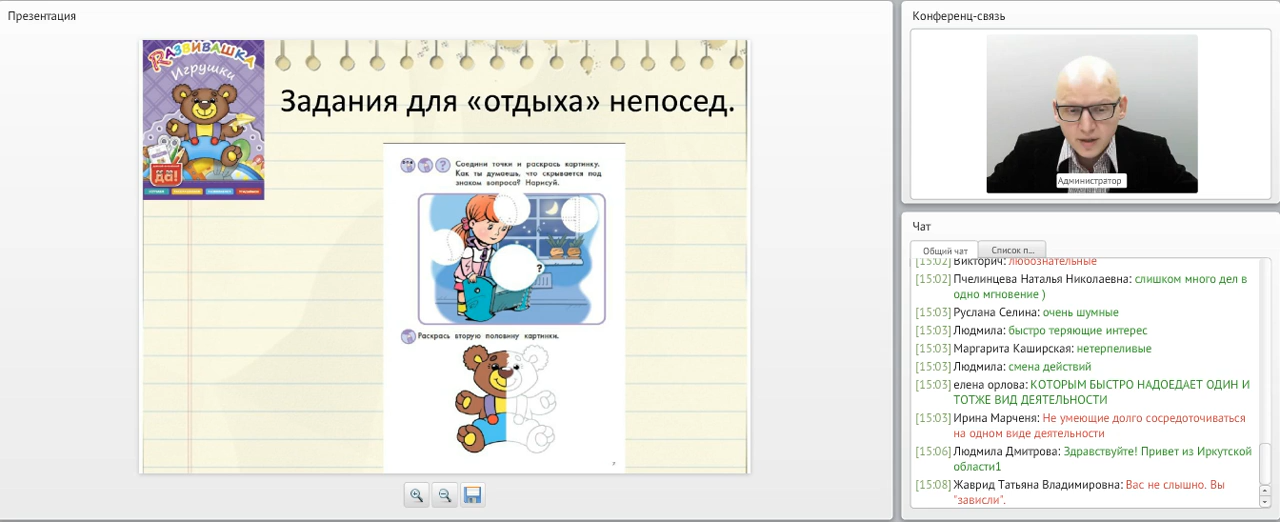 Презентация
РАЗВИВАШКА
Игрушки
ДА!
Задания для «отдыха» непосед.
Соедини точки и раскрась картинку.
Как ты думаешь, что скрывается под
знаком вопроса? Нарисуй.
?
Раскрась вторую половину картинки.
7
Конференц-связь
Администратор
Чат
Общий чат
Список п...
[15:02] Викторич: любознательные
[15:02] Пчелинцева Наталья Николаевна: слишком много дел в
одно мгновение )
[15:03] Руслана Селина: очень шумные
[15:03] Людмила: быстро теряющие интерес
[15:03] Маргарита Каширская: нетерпеливые
[15:03] Людмила: смена действий
[15:03] елена орлова: КОТОРЫМ БЫСТРО НАДОЕДАЕТ ОДИН И
ТОТЖЕ ВИД ДЕЯТЕЛЬНОСТИ
[15:03] Ирина Марченя: Не умеющие долго сосредоточиваться
на одном виде деятельности
[15:06] Людмила Дмитрова: Здравствуйте! Привет из Иркутской
области1
[15:08] Жаврид Татьяна Владимировна: Вас не слышно. Вы
"зависли".